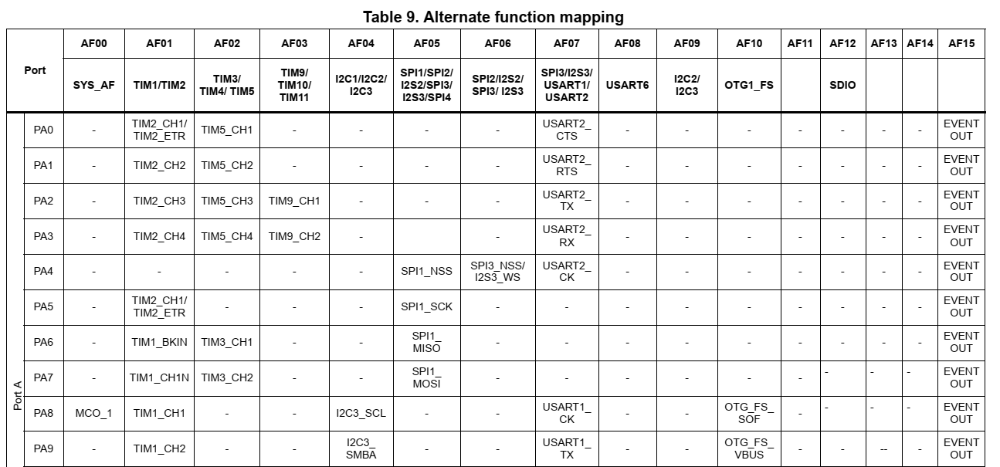 Table 9. Alternate function mapping
Port AF00 AF01 AF02 AF03 AF04 AF05 AF06 AF07 AF08 AF09 AF10 AF11 AF12 AF13 AF14 AF15
SYS_AF TIM1/TIM2 TIM3/ TIM4/ TIM5 TIM9/ TIM10/ TIM11 I2C1/I2C2/ I2C3 SPI1/SPI2/ I2S2/SPI3/ I2S3/SPI4 SPI2/I2S2/ SPI3/ I2S3 SPI3/I2S3/ USART1/ USART2 USART6 I2C2/ I2C3 OTG1_FS SDIO
Port A
PA0 - TIM2_CH1/ TIM2_ETR TIM5_CH1 - - - - USART2_ CTS - - - - - - - EVENT OUT
PA1 - TIM2_CH2 TIM5_CH2 - - - - USART2_ RTS - - - - - - - EVENT OUT
PA2 - TIM2_CH3 TIM5_CH3 TIM9_CH1 - - - USART2_ TX - - - - - - - EVENT OUT
PA3 - TIM2_CH4 TIM5_CH4 TIM9_CH2 - - USART2_ RX - - - - - - - EVENT OUT
PA4 - - - - - SPI1_NSS SPI3_NSS/ I2S3_WS USART2_ CK - - - - - - - EVENT OUT
PA5 - TIM2_CH1/ TIM2_ETR - - - SPI1_SCK - - - - - - - - - EVENT OUT
PA6 - TIM1_BKIN TIM3_CH1 - - SPI1_ MISO - - - - - - - - - EVENT OUT
PA7 - TIM1_CH1N TIM3_CH2 - - SPI1_ MOSI - - - - - - - - - EVENT OUT
PA8 MCO_1 TIM1_CH1 - - I2C3_SCL - - USART1_ CK - - OTG_FS_ SOF - - - - EVENT OUT
PA9 - TIM1_CH2 - - I2C3_ SMBA - - USART1_ TX - - OTG_FS_ VBUS - - -- - EVENT OUT